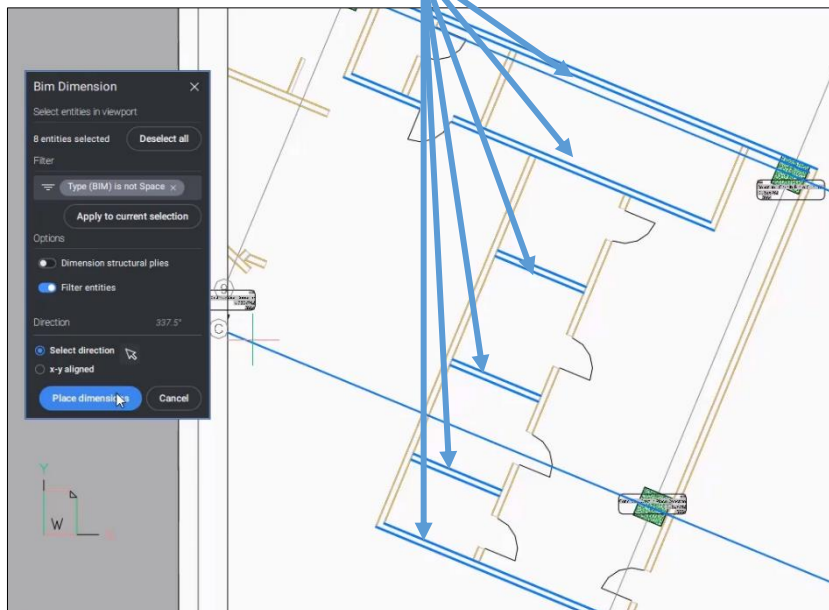 Bim Dimension
Select entities in viewport
8 entities selected
Deselect all
Filter
Type (BIM) is not Space ×
Apply to current selection
Options
Dimension structural plies
Filter entities
Direction
337.5°
Select direction
x-y aligned
Place dimensions
Cancel
C
Y
W